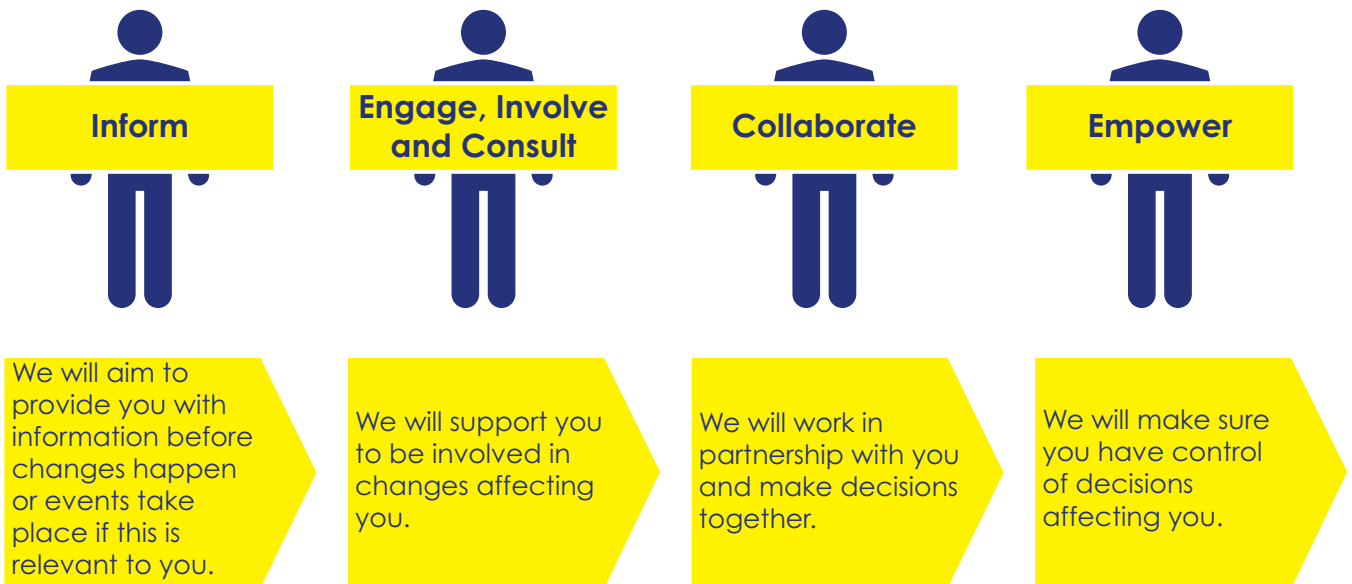 Inform
Engage, Involve
and Consult
Collaborate
Empower
We will aim to
provide you with
information before
changes happen
or events take
place if this is
relevant to you.
We will support you
to be involved in
changes affecting
you.
We will work in
partnership with you
and make decisions
together.
We will make sure
you have control
of decisions
affecting you.